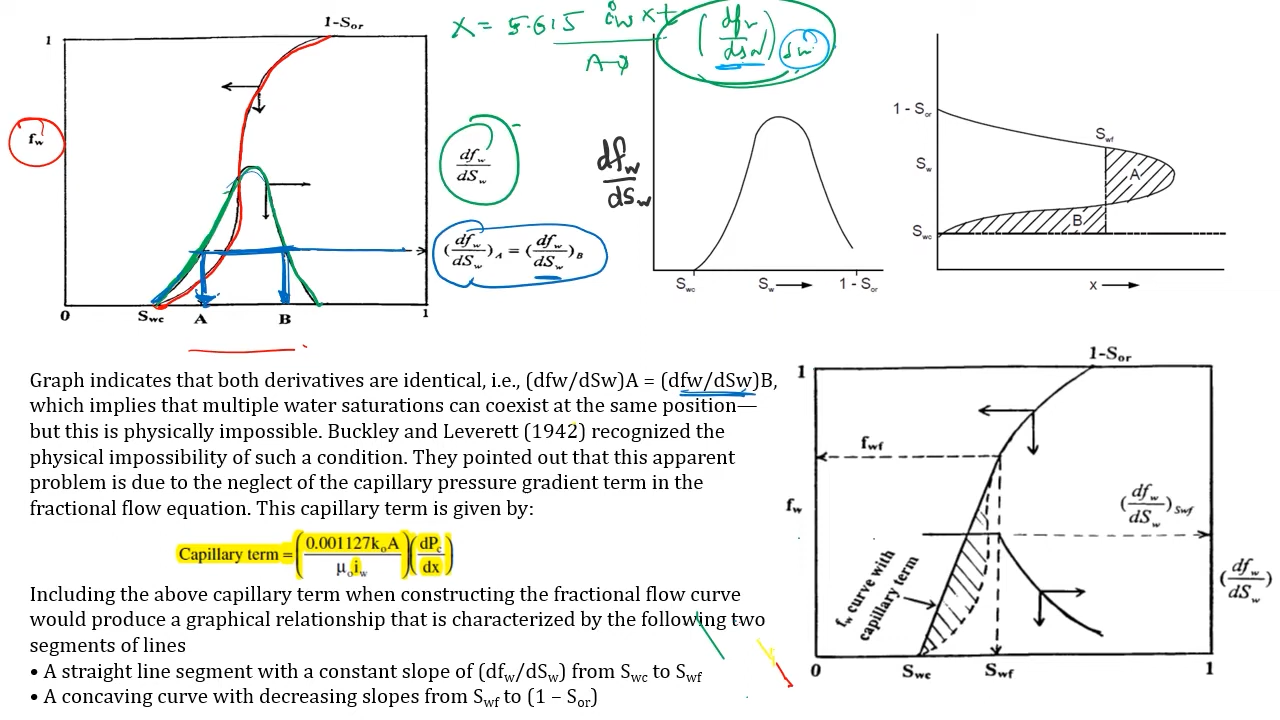 1-Sor
X = 5.615 iw x t / Aφ (dfw/dSw) Sw
1
fw
dfw/dSw
(dfw/dSw)A = (dfw/dSw)B
0
Swc
A
B
1
dfw/dSw
Swc
Sw
1 - Sor
1 - Sor
Sw
Swc
Swf
A
B
x
Graph indicates that both derivatives are identical, i.e., (dfw/dSw)A = (dfw/dSw)B,
which implies that multiple water saturations can coexist at the same position—
but this is physically impossible. Buckley and Leverett (1942) recognized the
physical impossibility of such a condition. They pointed out that this apparent
problem is due to the neglect of the capillary pressure gradient term in the
fractional flow equation. This capillary term is given by:
Capillary term = (0.001127koA / μoiw)(dPc / dx)
Including the above capillary term when constructing the fractional flow curve
would produce a graphical relationship that is characterized by the following two
segments of lines
• A straight line segment with a constant slope of (dfw/dSw) from Swc to Swf
• A concaving curve with decreasing slopes from Swf to (1 – Sor)
1-Sor
1
fwf
fw
(dfw/dSw)Swf
(dfw/dSw)
fw curve with
capillary term
0
Swc
Swf
1